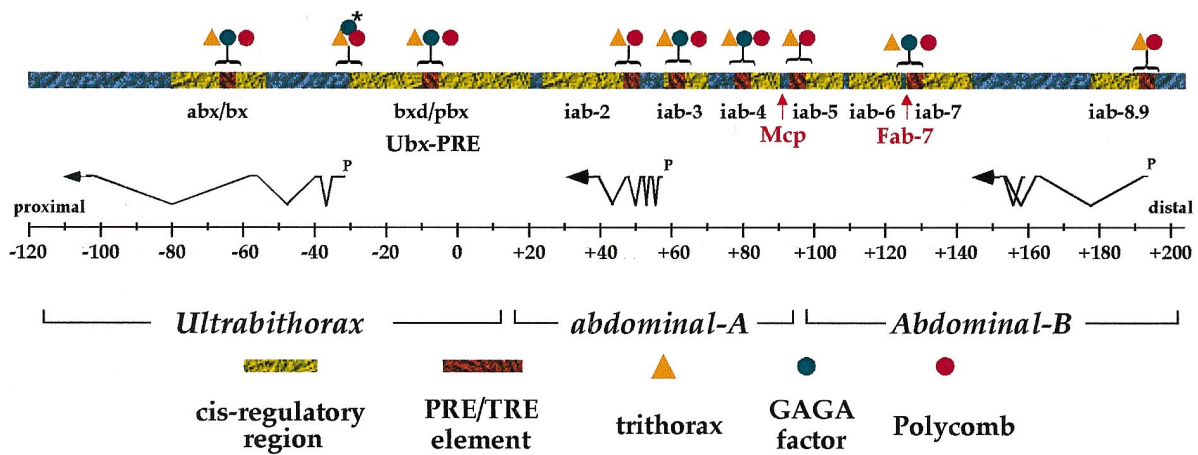 *
abx/bx bxd/pbx iab-2 iab-3 iab-4 iab-5 iab-6 iab-7 iab-8.9
Ubx-PRE Mcp Fab-7
P P P
proximal distal
-120 -100 -80 -60 -40 -20 0 +20 +40 +60 +80 +100 +120 +140 +160 +180 +200
Ultrabithorax abdominal-A Abdominal-B
cis-regulatory region
PRE/TRE element
trithorax
GAGA factor
Polycomb